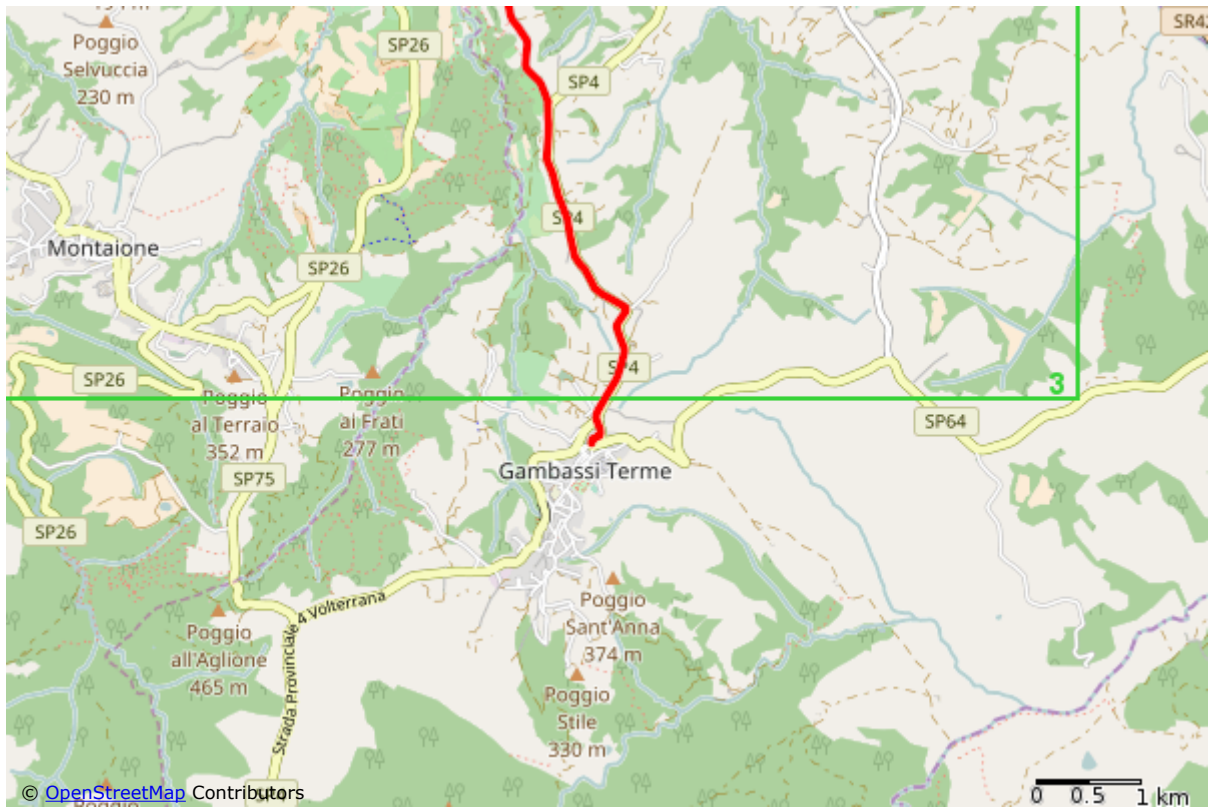 Poggio
Selvuccia
230 m
SP26
SP4
SP4
Montaione
SP26
SP4
SP26
Poggio
al Terraio
352 m
Poggio
ai Frati
277 m
3
SP64
Gambassi Terme
SP75
SP26
Strada Provinciale 4 Volterrana
Poggio
Sant'Anna
374 m
Poggio
all'Aglione
465 m
Poggio
Stile
330 m
© OpenStreetMap Contributors
0 0.5 1 km